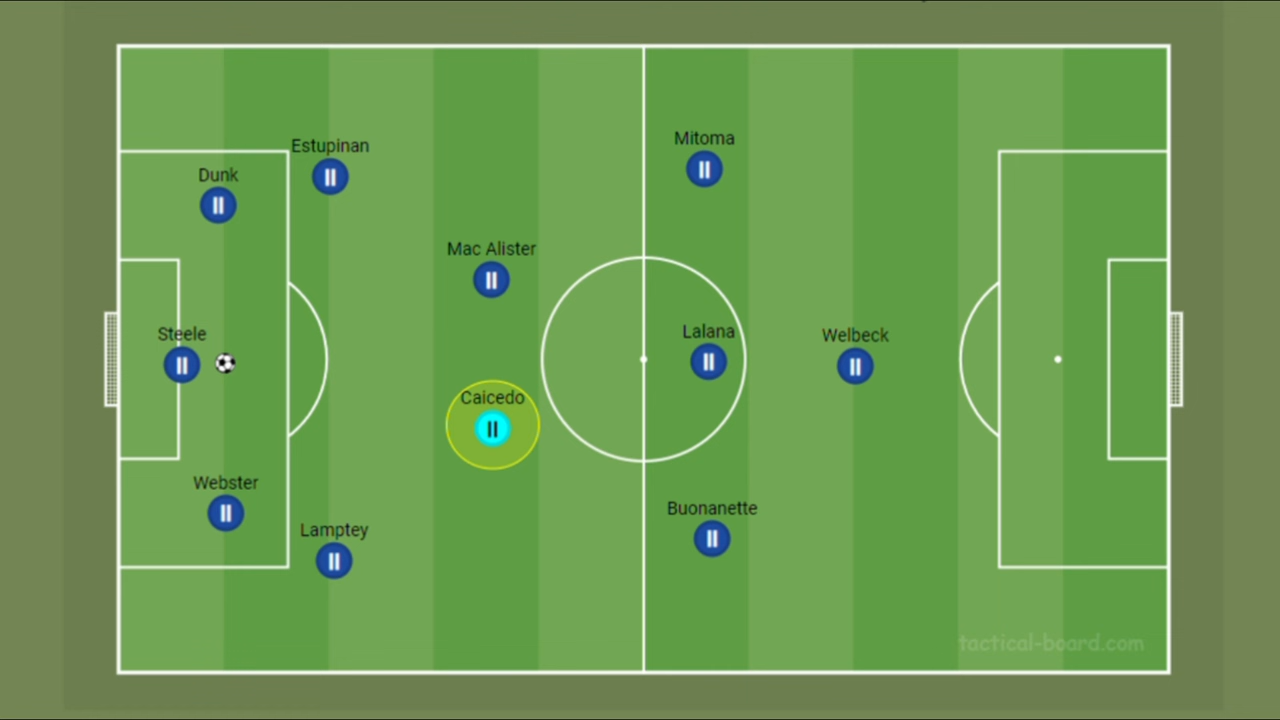 Mitoma
Estupinan
Dunk
Mac Alister
Lalana
Steele
Welbeck
Caicedo
Webster
Buonanette
Lamptey
tactical-board.com